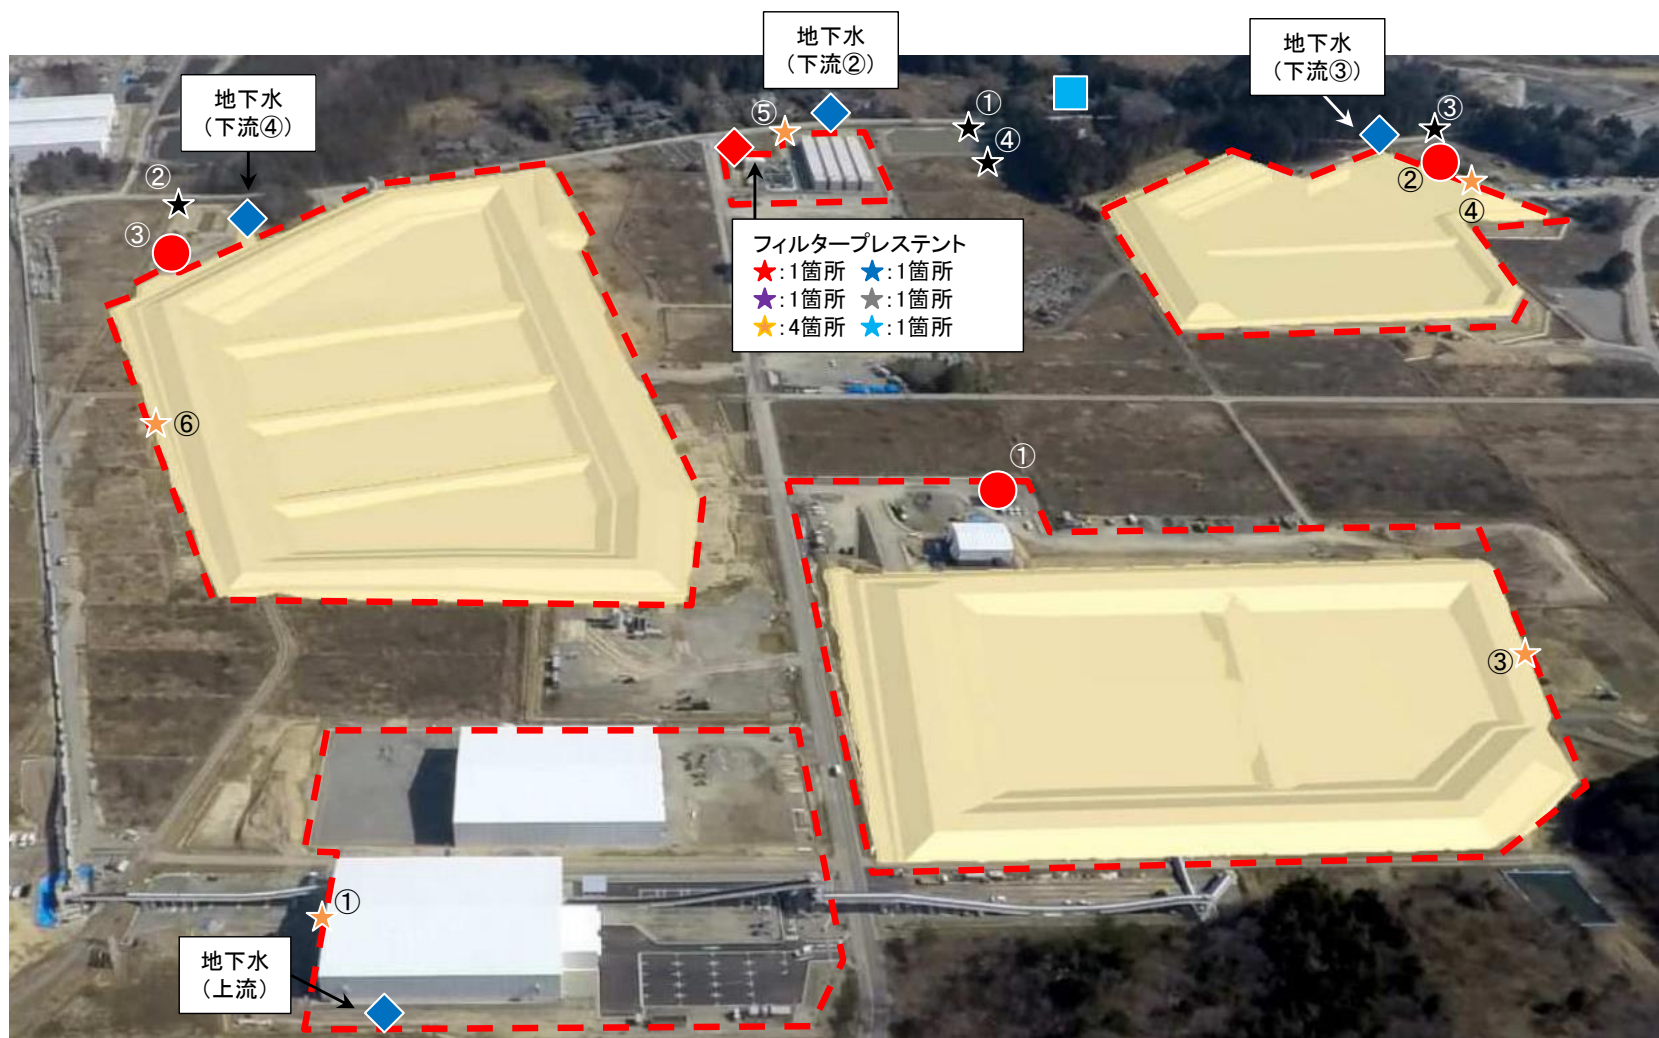 地下水
（下流②）
地下水
（下流③）
地下水
（下流④）
⑤
①
④
③
②
④
②
③
フィルタープレステント
★：1箇所 ★：1箇所
★：1箇所 ★：1箇所
★：4箇所 ★：1箇所
⑥
①
③
①
地下水
（上流）